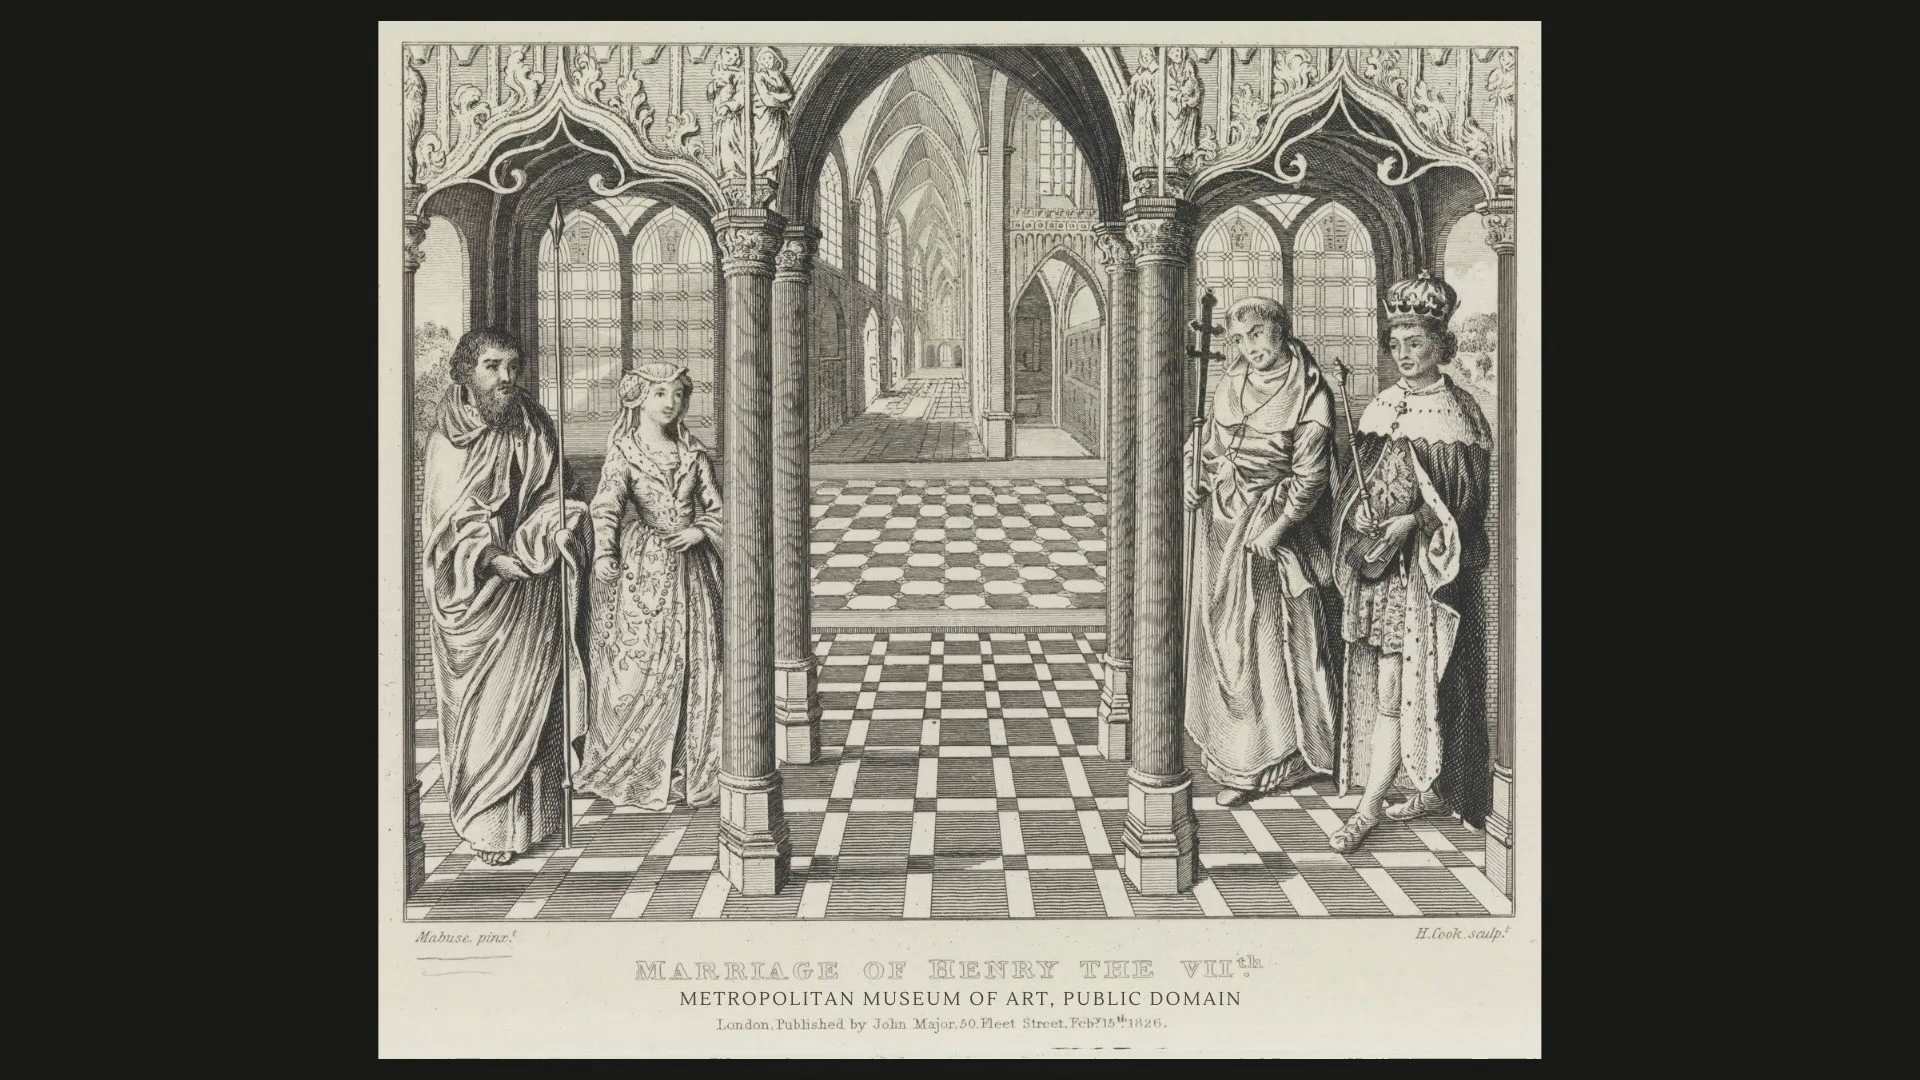 Mabuse. pinx.t
H. Cook. sculp.t
MARRIAGE OF HENRY THE VII.th
METROPOLITAN MUSEUM OF ART, PUBLIC DOMAIN
London, Published by John Major, 50, Fleet Street, Feby. 15th. 1826.